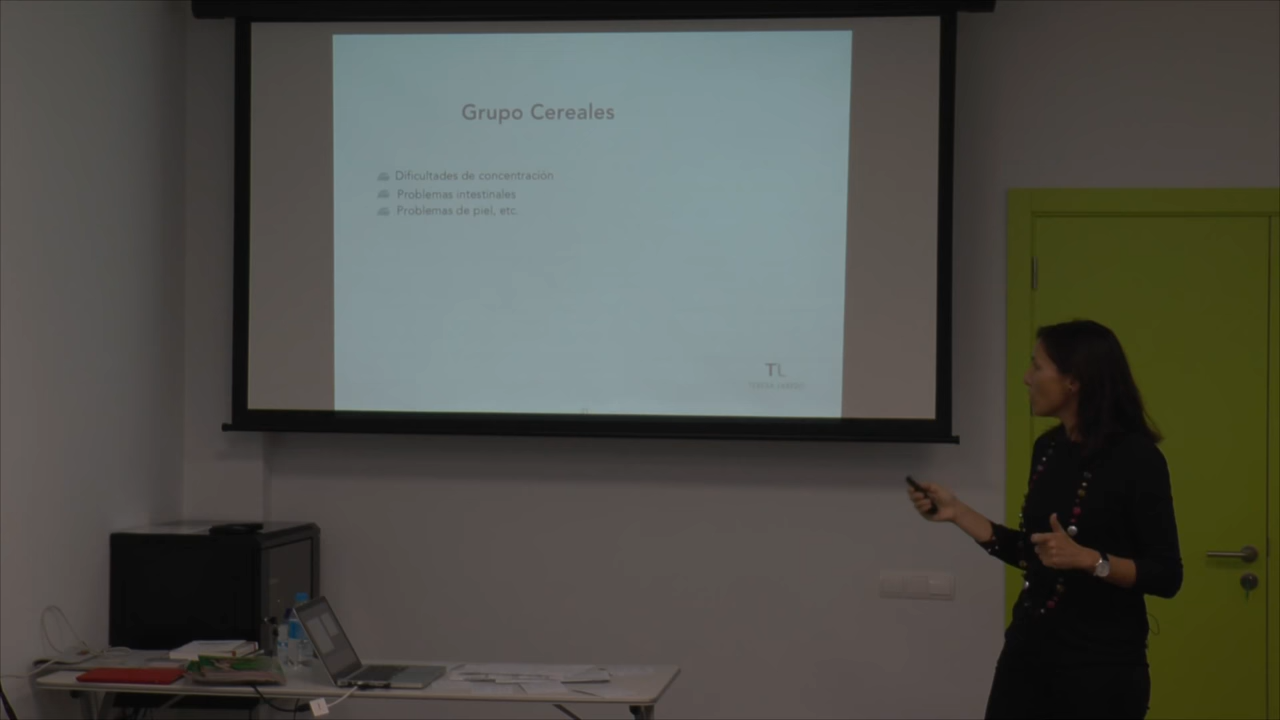 Grupo Cereales
Dificultades de concentración
Problemas intestinales
Problemas de piel, etc.
TL